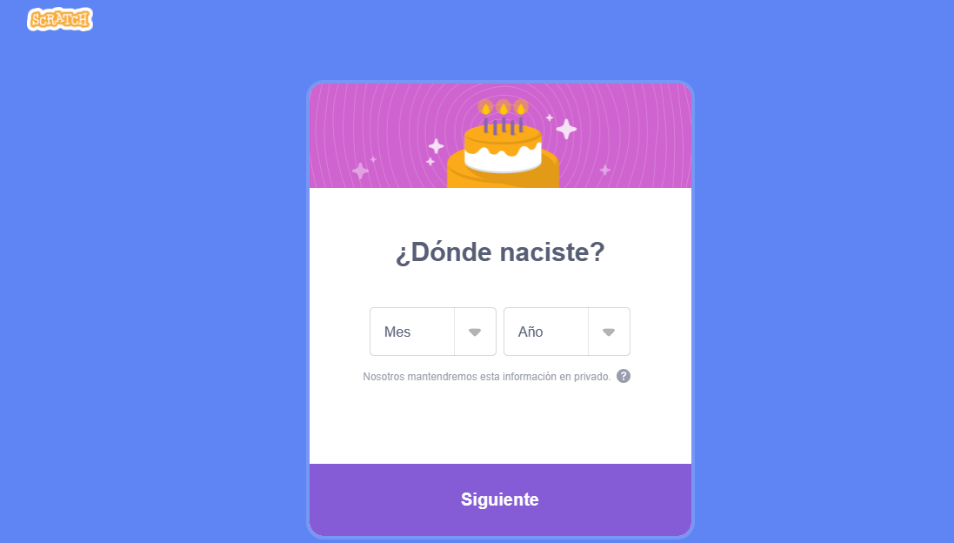 SCRATCH
¿Dónde naciste?
Mes Año
Nosotros mantendremos esta información en privado. ?
Siguiente